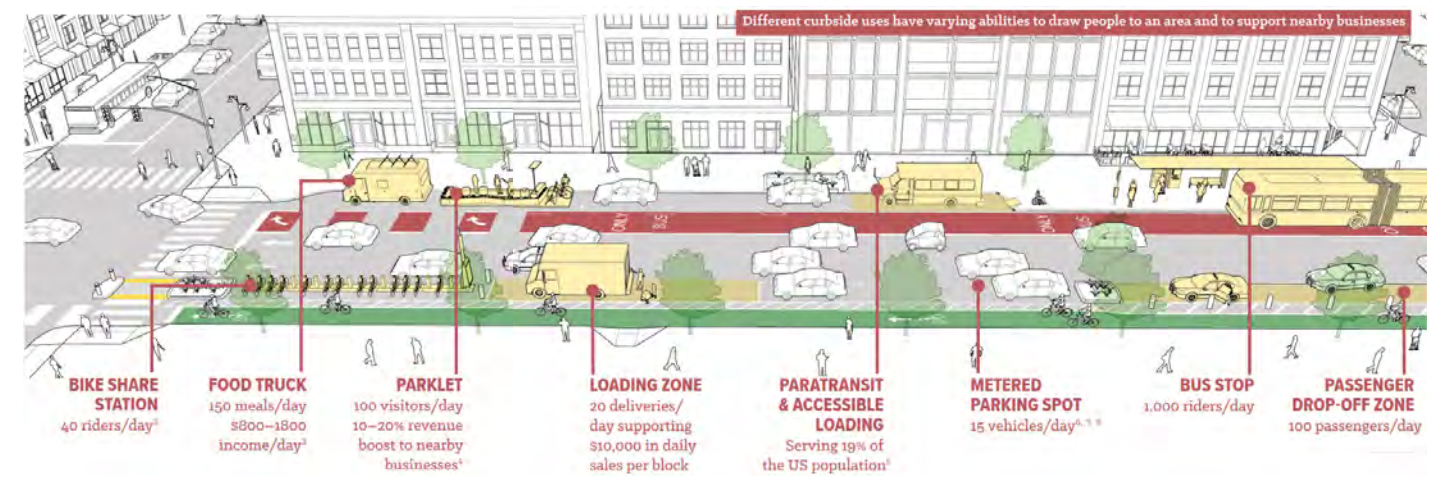 Different curbside uses have varying abilities to draw people to an area and to support nearby businesses
ONLY
BUS
ONLY
BUS
BIKE SHARE
STATION
40 riders/day
FOOD TRUCK
150 meals/day
$800–1800
income/day
PARKLET
100 visitors/day
10–20% revenue
boost to nearby
businesses
LOADING ZONE
20 deliveries/
day supporting
$10,000 in daily
sales per block
PARATRANSIT
& ACCESSIBLE
LOADING
Serving 19% of
the US population
METERED
PARKING SPOT
15 vehicles/day
BUS STOP
1,000 riders/day
PASSENGER
DROP-OFF ZONE
100 passengers/day